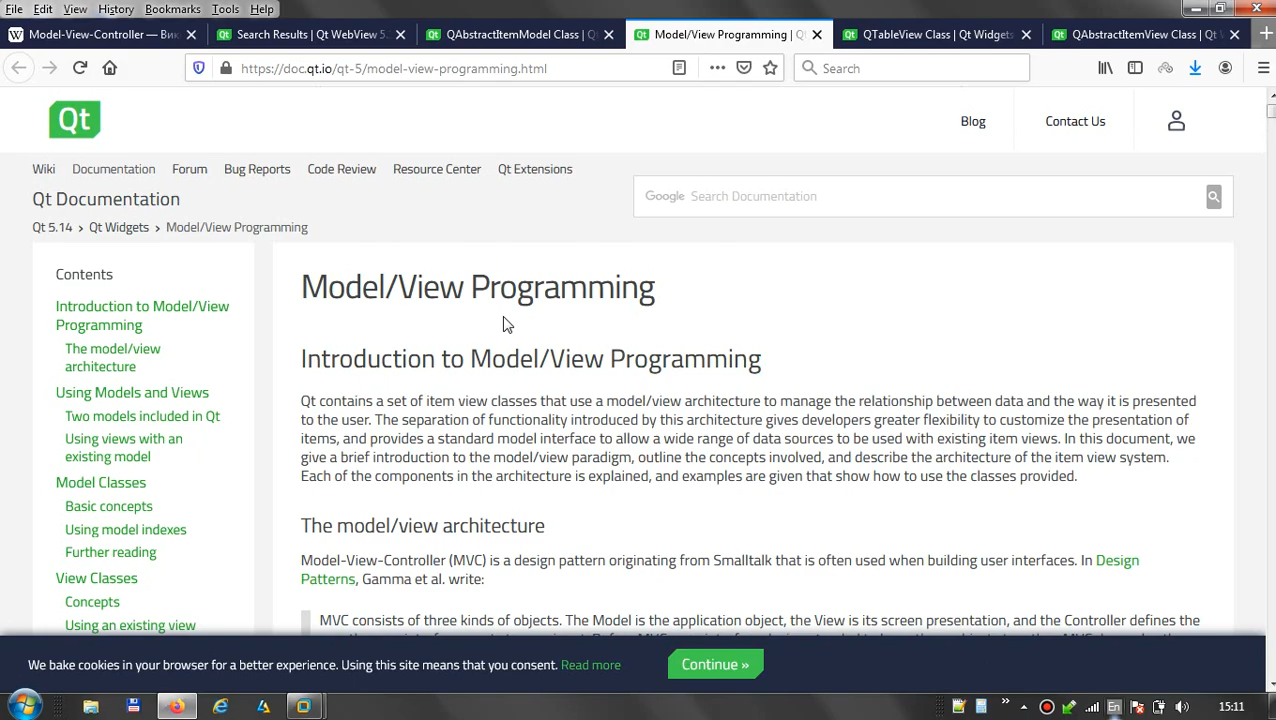 File Edit View History Bookmarks Tools Help
Model-View-Controller — Вик
Search Results | Qt WebView 5.
QAbstractItemModel Class | Qt
Model/View Programming | Qt
QTableView Class | Qt Widgets
QAbstractItemView Class | Qt W
https://doc.qt.io/qt-5/model-view-programming.html
Search
Qt
Blog
Contact Us
Wiki Documentation Forum Bug Reports Code Review Resource Center Qt Extensions
Qt Documentation
Google Search Documentation
Qt 5.14 › Qt Widgets › Model/View Programming
Contents
Introduction to Model/View
Programming
The model/view
architecture
Using Models and Views
Two models included in Qt
Using views with an
existing model
Model Classes
Basic concepts
Using model indexes
Further reading
View Classes
Concepts
Using an existing view
Model/View Programming
Introduction to Model/View Programming
Qt contains a set of item view classes that use a model/view architecture to manage the relationship between data and the way it is presented
to the user. The separation of functionality introduced by this architecture gives developers greater flexibility to customize the presentation of
items, and provides a standard model interface to allow a wide range of data sources to be used with existing item views. In this document, we
give a brief introduction to the model/view paradigm, outline the concepts involved, and describe the architecture of the item view system.
Each of the components in the architecture is explained, and examples are given that show how to use the classes provided.
The model/view architecture
Model-View-Controller (MVC) is a design pattern originating from Smalltalk that is often used when building user interfaces. In Design
Patterns, Gamma et al. write:
MVC consists of three kinds of objects. The Model is the application object, the View is its screen presentation, and the Controller defines the
We bake cookies in your browser for a better experience. Using this site means that you consent. Read more
Continue »
En
15:11